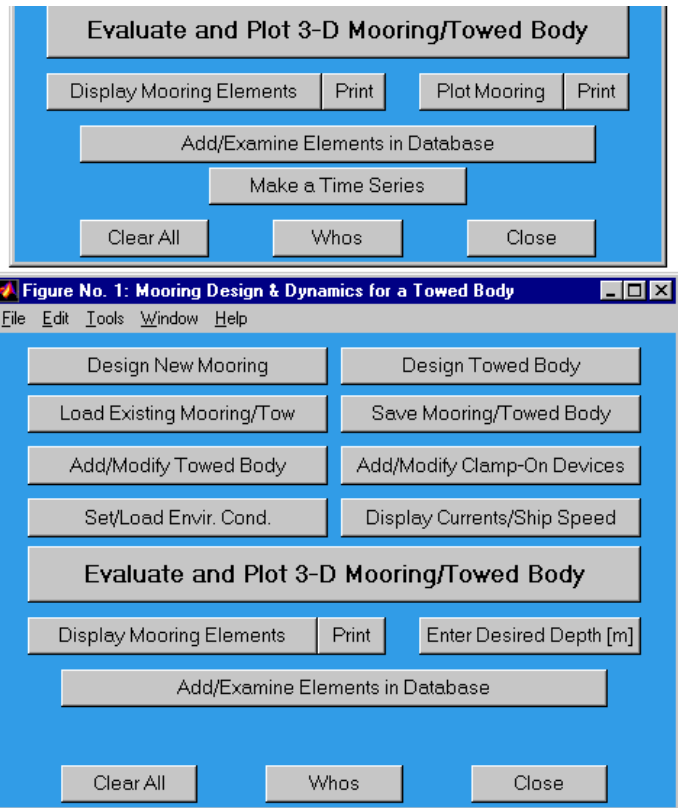 Evaluate and Plot 3-D Mooring/Towed Body
Display Mooring Elements Print Plot Mooring Print
Add/Examine Elements in Database
Make a Time Series
Clear All Whos Close
Figure No. 1: Mooring Design & Dynamics for a Towed Body
File Edit Tools Window Help
Design New Mooring Design Towed Body
Load Existing Mooring/Tow Save Mooring/Towed Body
Add/Modify Towed Body Add/Modify Clamp-On Devices
Set/Load Envir. Cond. Display Currents/Ship Speed
Evaluate and Plot 3-D Mooring/Towed Body
Display Mooring Elements Print Enter Desired Depth [m]
Add/Examine Elements in Database
Clear All Whos Close